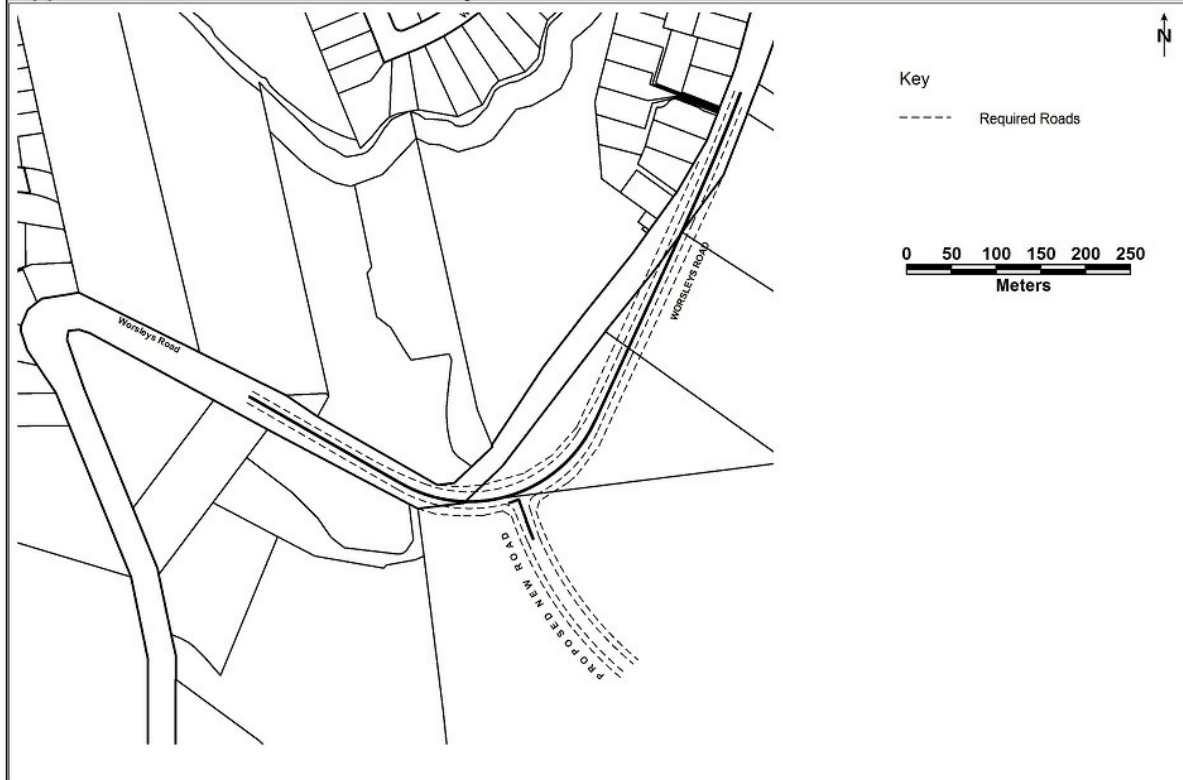 N
Key
Required Roads
0 50 100 150 200 250
Meters
WORSLEYS ROAD
Worsleys Road
PROPOSED NEW ROAD